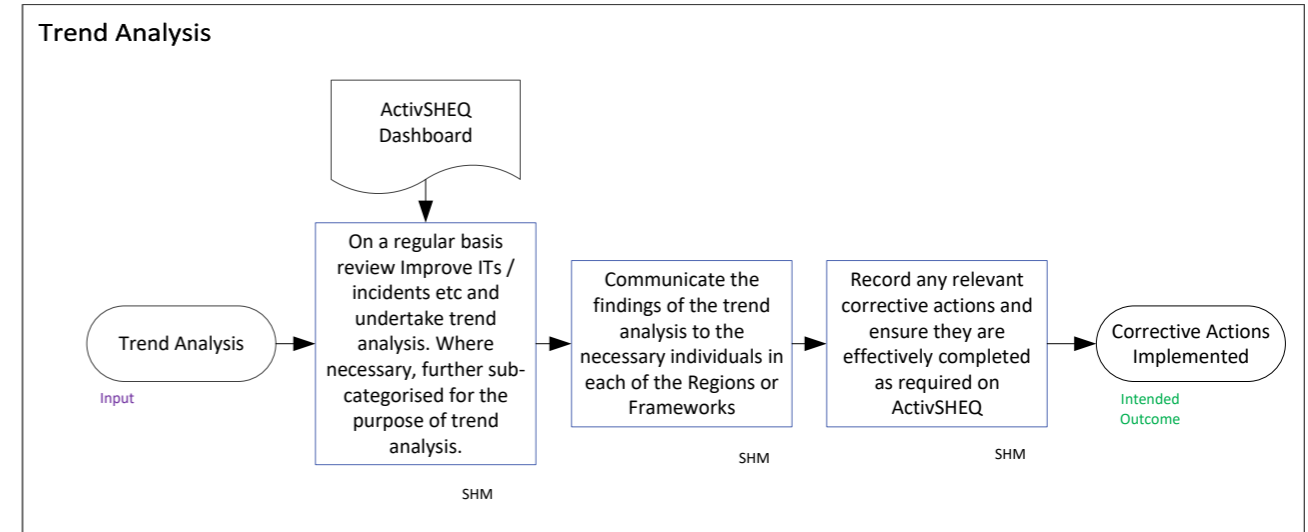 Trend Analysis
ActivSHEQ
Dashboard
Trend Analysis
Input
On a regular basis
review Improve ITs /
incidents etc and
undertake trend
analysis. Where
necessary, further sub-
categorised for the
purpose of trend
analysis.
SHM
Communicate the
findings of the trend
analysis to the
necessary individuals in
each of the Regions or
Frameworks
SHM
Record any relevant
corrective actions and
ensure they are
effectively completed
as required on
ActivSHEQ
SHM
Corrective Actions
Implemented
Intended
Outcome